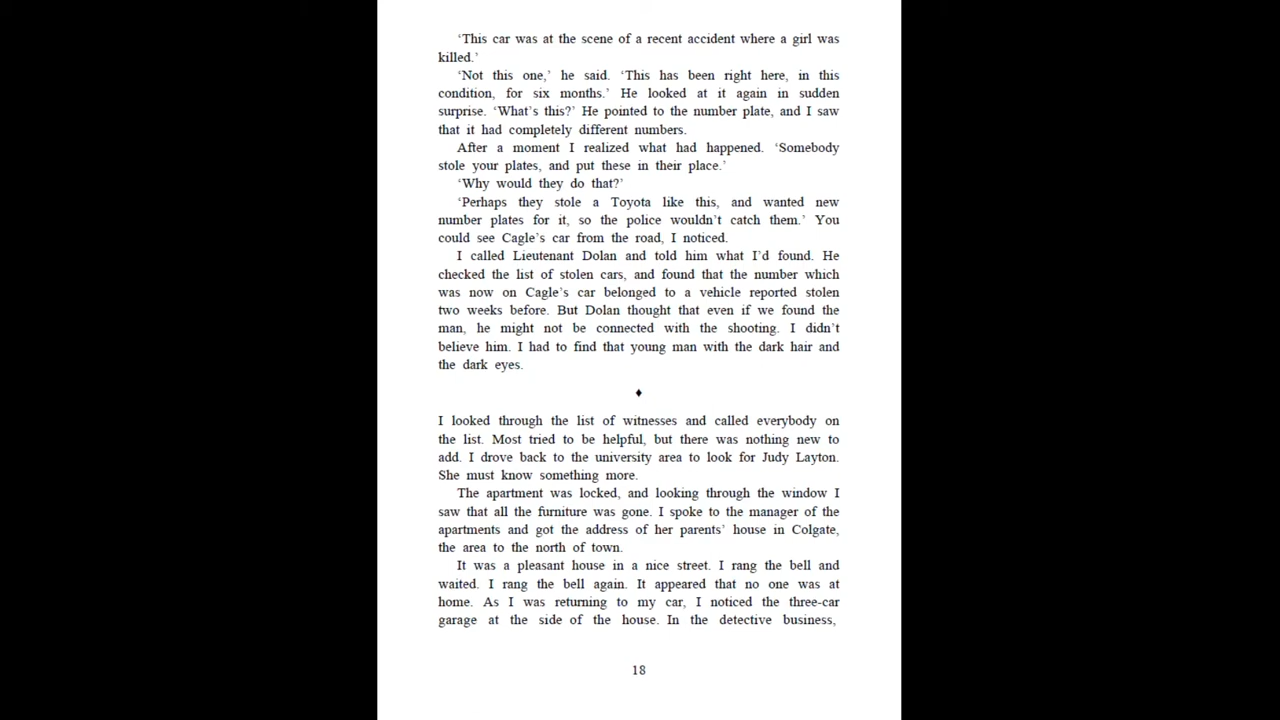 ‘This car was at the scene of a recent accident where a girl was
killed.’
‘Not this one,’ he said. ‘This has been right here, in this
condition, for six months.’ He looked at it again in sudden
surprise. ‘What’s this?’ He pointed to the number plate, and I saw
that it had completely different numbers.
After a moment I realized what had happened. ‘Somebody
stole your plates, and put these in their place.’
‘Why would they do that?’
‘Perhaps they stole a Toyota like this, and wanted new
number plates for it, so the police wouldn’t catch them.’ You
could see Cagle’s car from the road, I noticed.
I called Lieutenant Dolan and told him what I’d found. He
checked the list of stolen cars, and found that the number which
was now on Cagle’s car belonged to a vehicle reported stolen
two weeks before. But Dolan thought that even if we found the
man, he might not be connected with the shooting. I didn’t
believe him. I had to find that young man with the dark hair and
the dark eyes.
♦
I looked through the list of witnesses and called everybody on
the list. Most tried to be helpful, but there was nothing new to
add. I drove back to the university area to look for Judy Layton.
She must know something more.
The apartment was locked, and looking through the window I
saw that all the furniture was gone. I spoke to the manager of the
apartments and got the address of her parents’ house in Colgate,
the area to the north of town.
It was a pleasant house in a nice street. I rang the bell and
waited. I rang the bell again. It appeared that no one was at
home. As I was returning to my car, I noticed the three-car
garage at the side of the house. In the detective business,
18